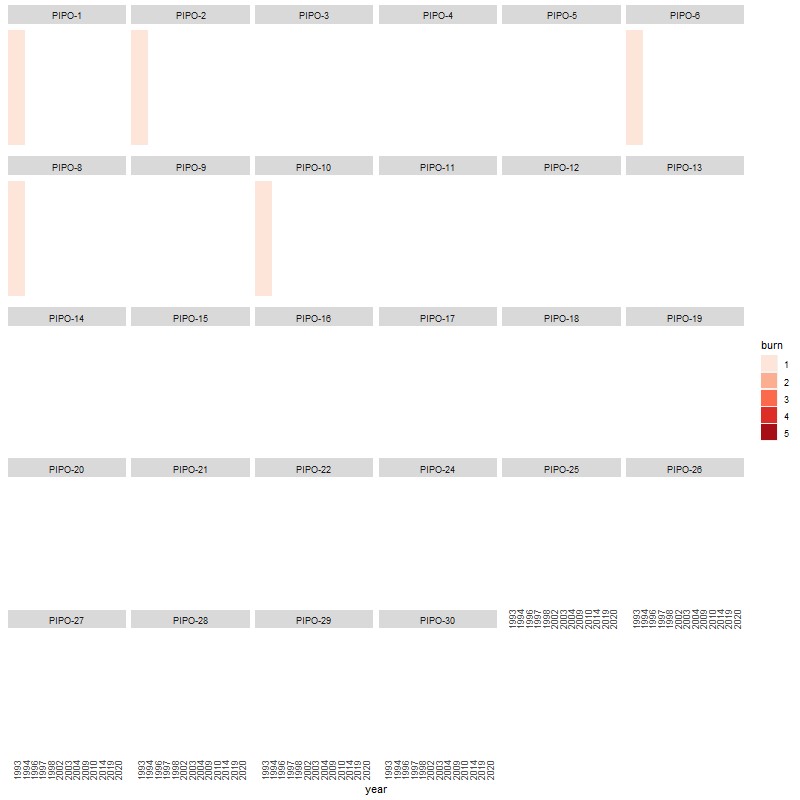 PIPO-1 PIPO-2 PIPO-3 PIPO-4 PIPO-5 PIPO-6
PIPO-8 PIPO-9 PIPO-10 PIPO-11 PIPO-12 PIPO-13
PIPO-14 PIPO-15 PIPO-16 PIPO-17 PIPO-18 PIPO-19
burn
1
2
3
4
5
PIPO-20 PIPO-21 PIPO-22 PIPO-24 PIPO-25 PIPO-26
1993 1994 1996 1997 1998 2002 2003 2004 2009 2010 2014 2019 2020 1993 1994 1996 1997 1998 2002 2003 2004 2009 2010 2014 2019 2020
PIPO-27 PIPO-28 PIPO-29 PIPO-30
1993 1994 1996 1997 1998 2002 2003 2004 2009 2010 2014 2019 2020 1993 1994 1996 1997 1998 2002 2003 2004 2009 2010 2014 2019 2020 1993 1994 1996 1997 1998 2002 2003 2004 2009 2010 2014 2019 2020 1993 1994 1996 1997 1998 2002 2003 2004 2009 2010 2014 2019 2020
year